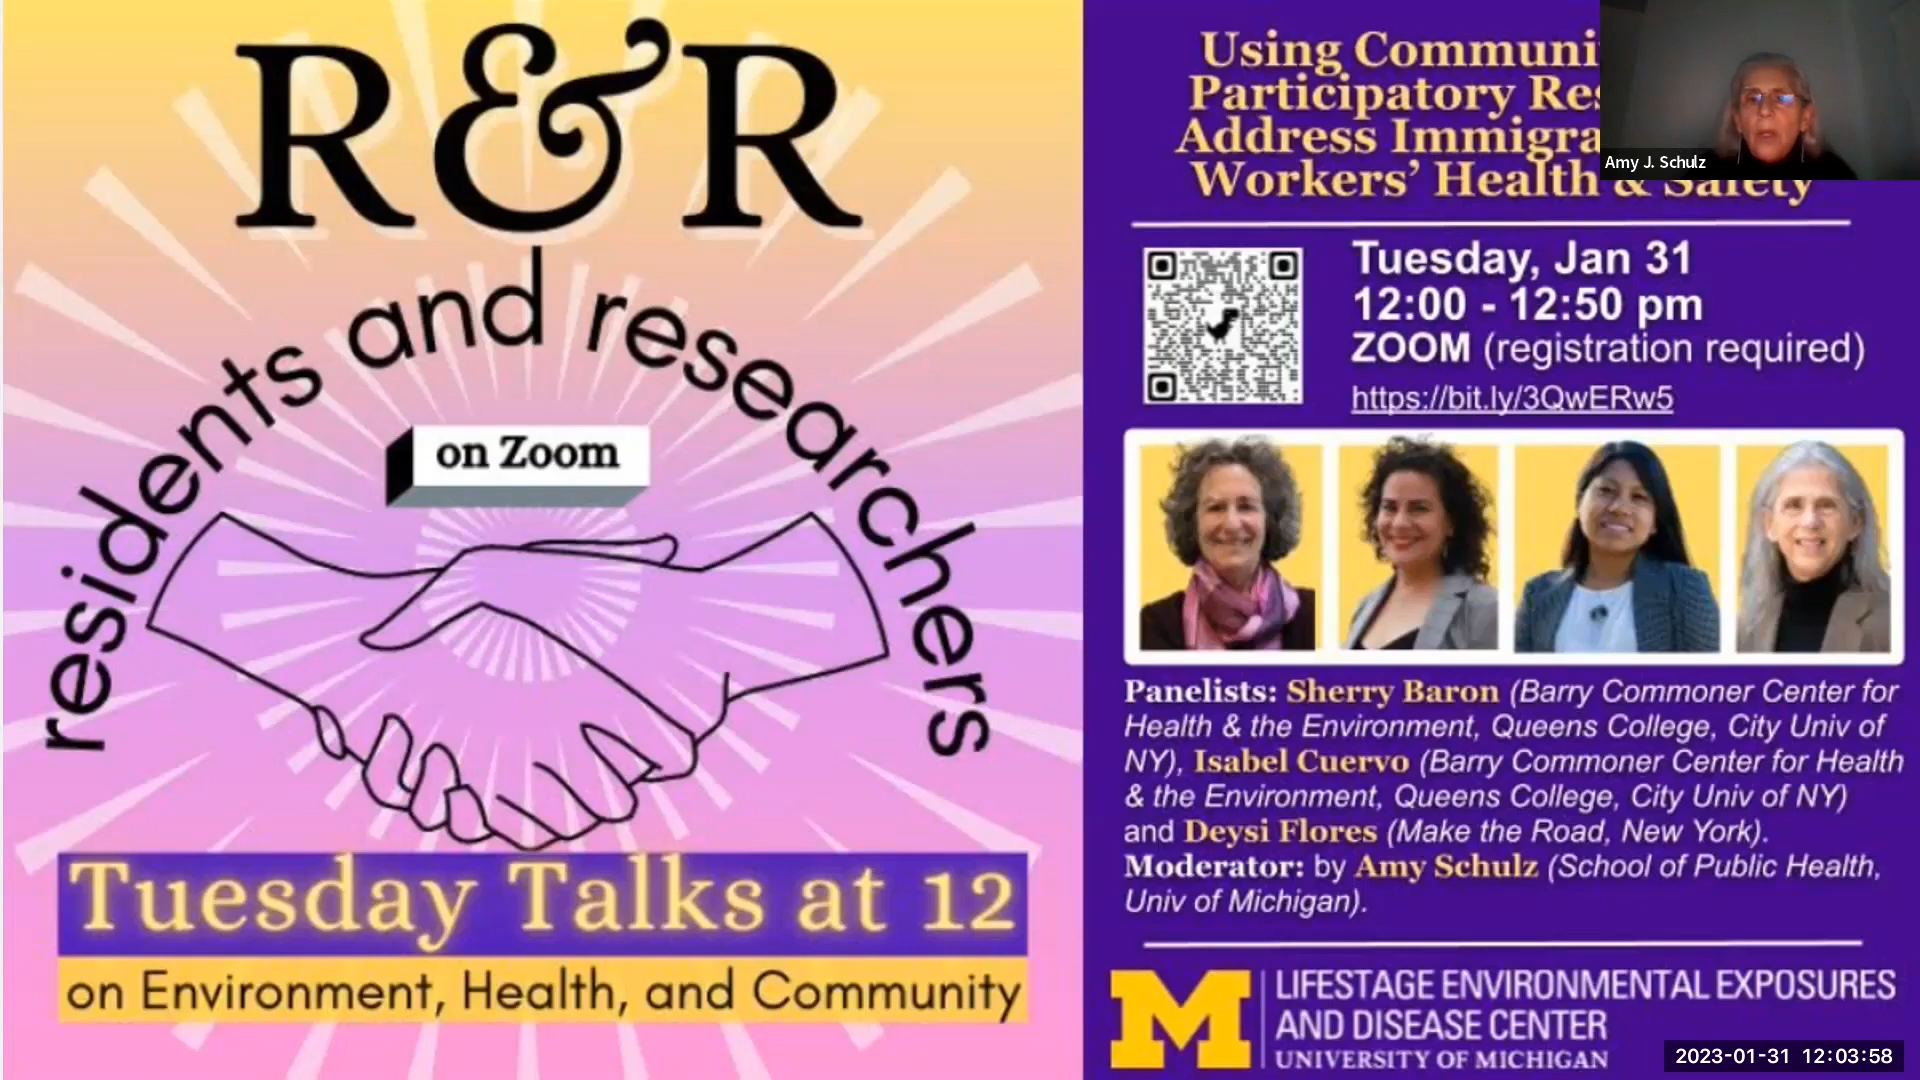 R&R
residents and researchers
on Zoom
Tuesday Talks at 12
on Environment, Health, and Community
Using
Participatory
Address
Workers’ Health & Safety
Amy J. Schulz
Tuesday, Jan 31
12:00 - 12:50 pm
ZOOM (registration required)
https://bit.ly/3QwERw5
Panelists: Sherry Baron (Barry Commoner Center for
Health & the Environment, Queens College, City Univ of
NY), Isabel Cuervo (Barry Commoner Center for Health
& the Environment, Queens College, City Univ of NY)
and Deysi Flores (Make the Road, New York).
Moderator: by Amy Schulz (School of Public Health,
Univ of Michigan).
M
LIFESTAGE ENVIRONMENTAL EXPOSURES
AND DISEASE CENTER
UNIVERSITY OF MICHIGAN
2023-01-31 12:03:58